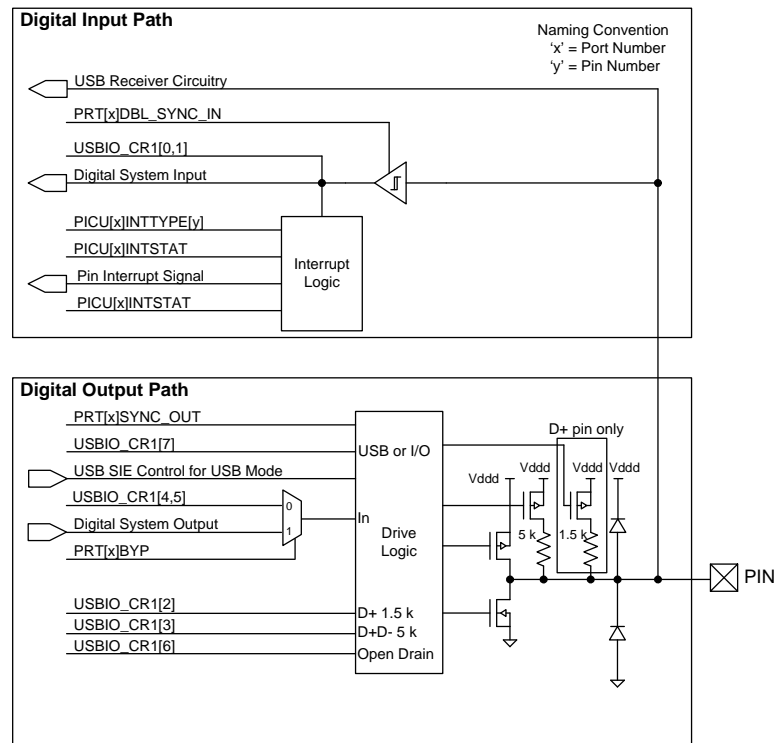 Digital Input Path
Naming Convention
'x' = Port Number
'y' = Pin Number
USB Receiver Circuitry
PRT[x]DBL_SYNC_IN
USBIO_CR1[0,1]
Digital System Input
PICU[x]INTTYPE[y]
PICU[x]INTSTAT
Pin Interrupt Signal
PICU[x]INTSTAT
Interrupt
Logic
Digital Output Path
PRT[x]SYNC_OUT
USBIO_CR1[7]
USB SIE Control for USB Mode
USBIO_CR1[4,5]
Digital System Output
PRT[x]BYP
0
1
USBIO_CR1[2]
USBIO_CR1[3]
USBIO_CR1[6]
USB or I/O
In
Drive
Logic
D+ 1.5 k
D+D- 5 k
Open Drain
D+ pin only
Vddd
Vddd
Vddd
Vddd
5 k
1.5 k
PIN